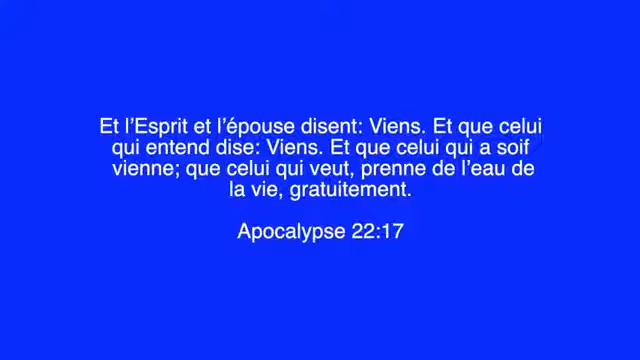 Et l’Esprit et l’épouse disent: Viens. Et que celui
qui entend dise: Viens. Et que celui qui a soif
vienne; que celui qui veut, prenne de l’eau de
la vie, gratuitement.
Apocalypse 22:17